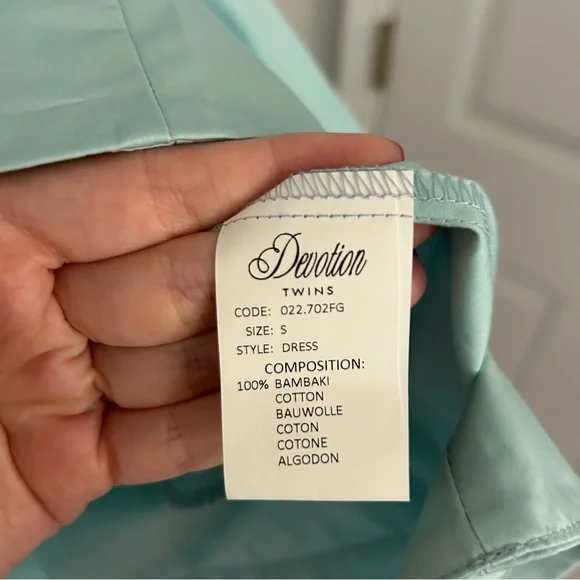 Devotion
TWINS
CODE: 022.702FG
SIZE: S
STYLE: DRESS
COMPOSITION:
100% BAMBAKI
COTTON
BAUWOLLE
COTON
COTONE
ALGODON